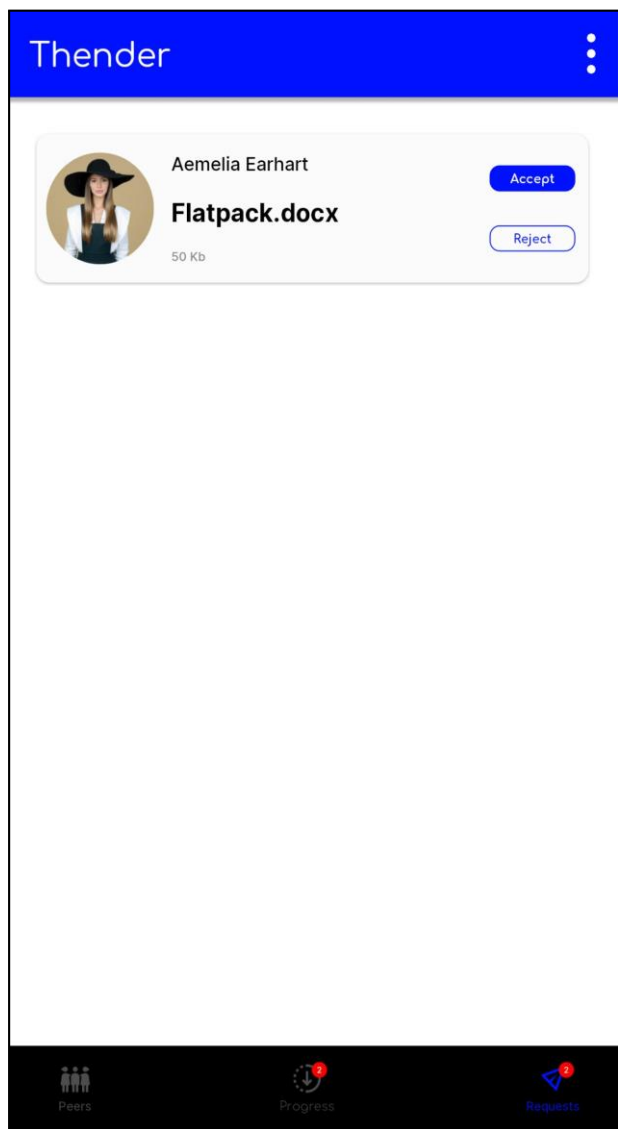 Thender
Aemelia Earhart
Accept
Flatpack.docx
50 Kb
Reject
2
2
Peers
Progress
Requests